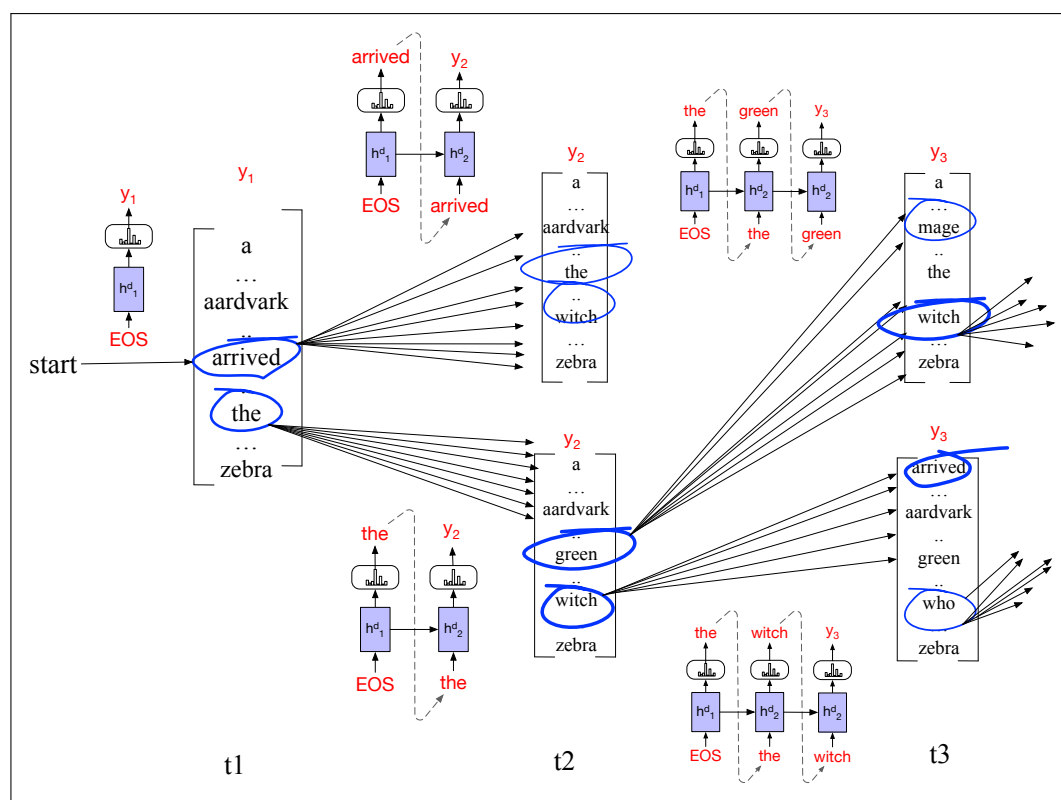 y1
EOS
hd1
start
y1
a
...
aardvark
..
arrived
..
the
...
zebra
t1
arrived
y2
hd1
hd2
EOS
arrived
y2
a
...
aardvark
..
the
..
witch
...
zebra
the
y2
hd1
hd2
EOS
the
y2
a
...
aardvark
..
green
..
witch
...
zebra
t2
the
green
y3
hd1
hd2
hd2
EOS
the
green
y3
a
...
mage
..
the
..
witch
...
zebra
the
witch
y3
hd1
hd2
hd2
EOS
the
witch
y3
arrived
...
aardvark
..
green
..
who
...
zebra
t3